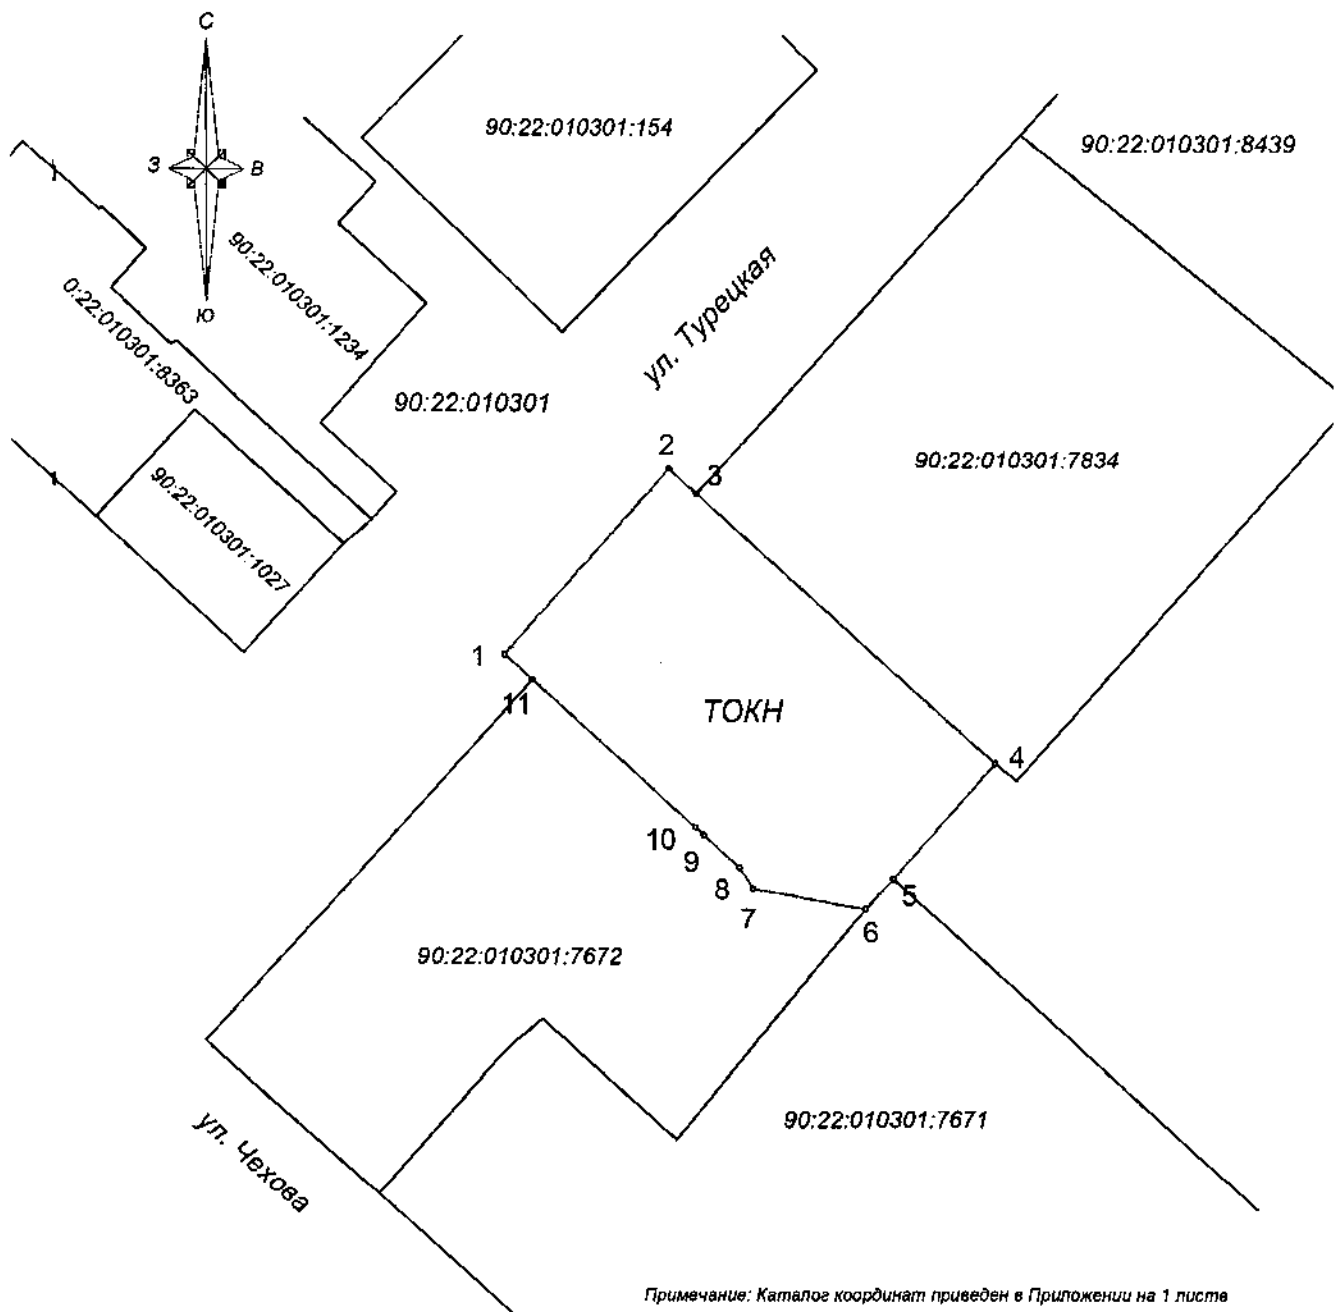 С
90:22:010301:154
90:22:010301:8439
З
В
90:22:010301:1234
0:22:010301:8363
Ю
ул. Турецкая
90:22:010301
2
90:22:010301:7834
3
90:22:010301:1027
1
11
ТОКН
4
10
9
8
5
7
6
90:22:010301:7672
90:22:010301:7671
ул. Чехова
Примечание: Каталог координат приведен в Приложении на 1 листе